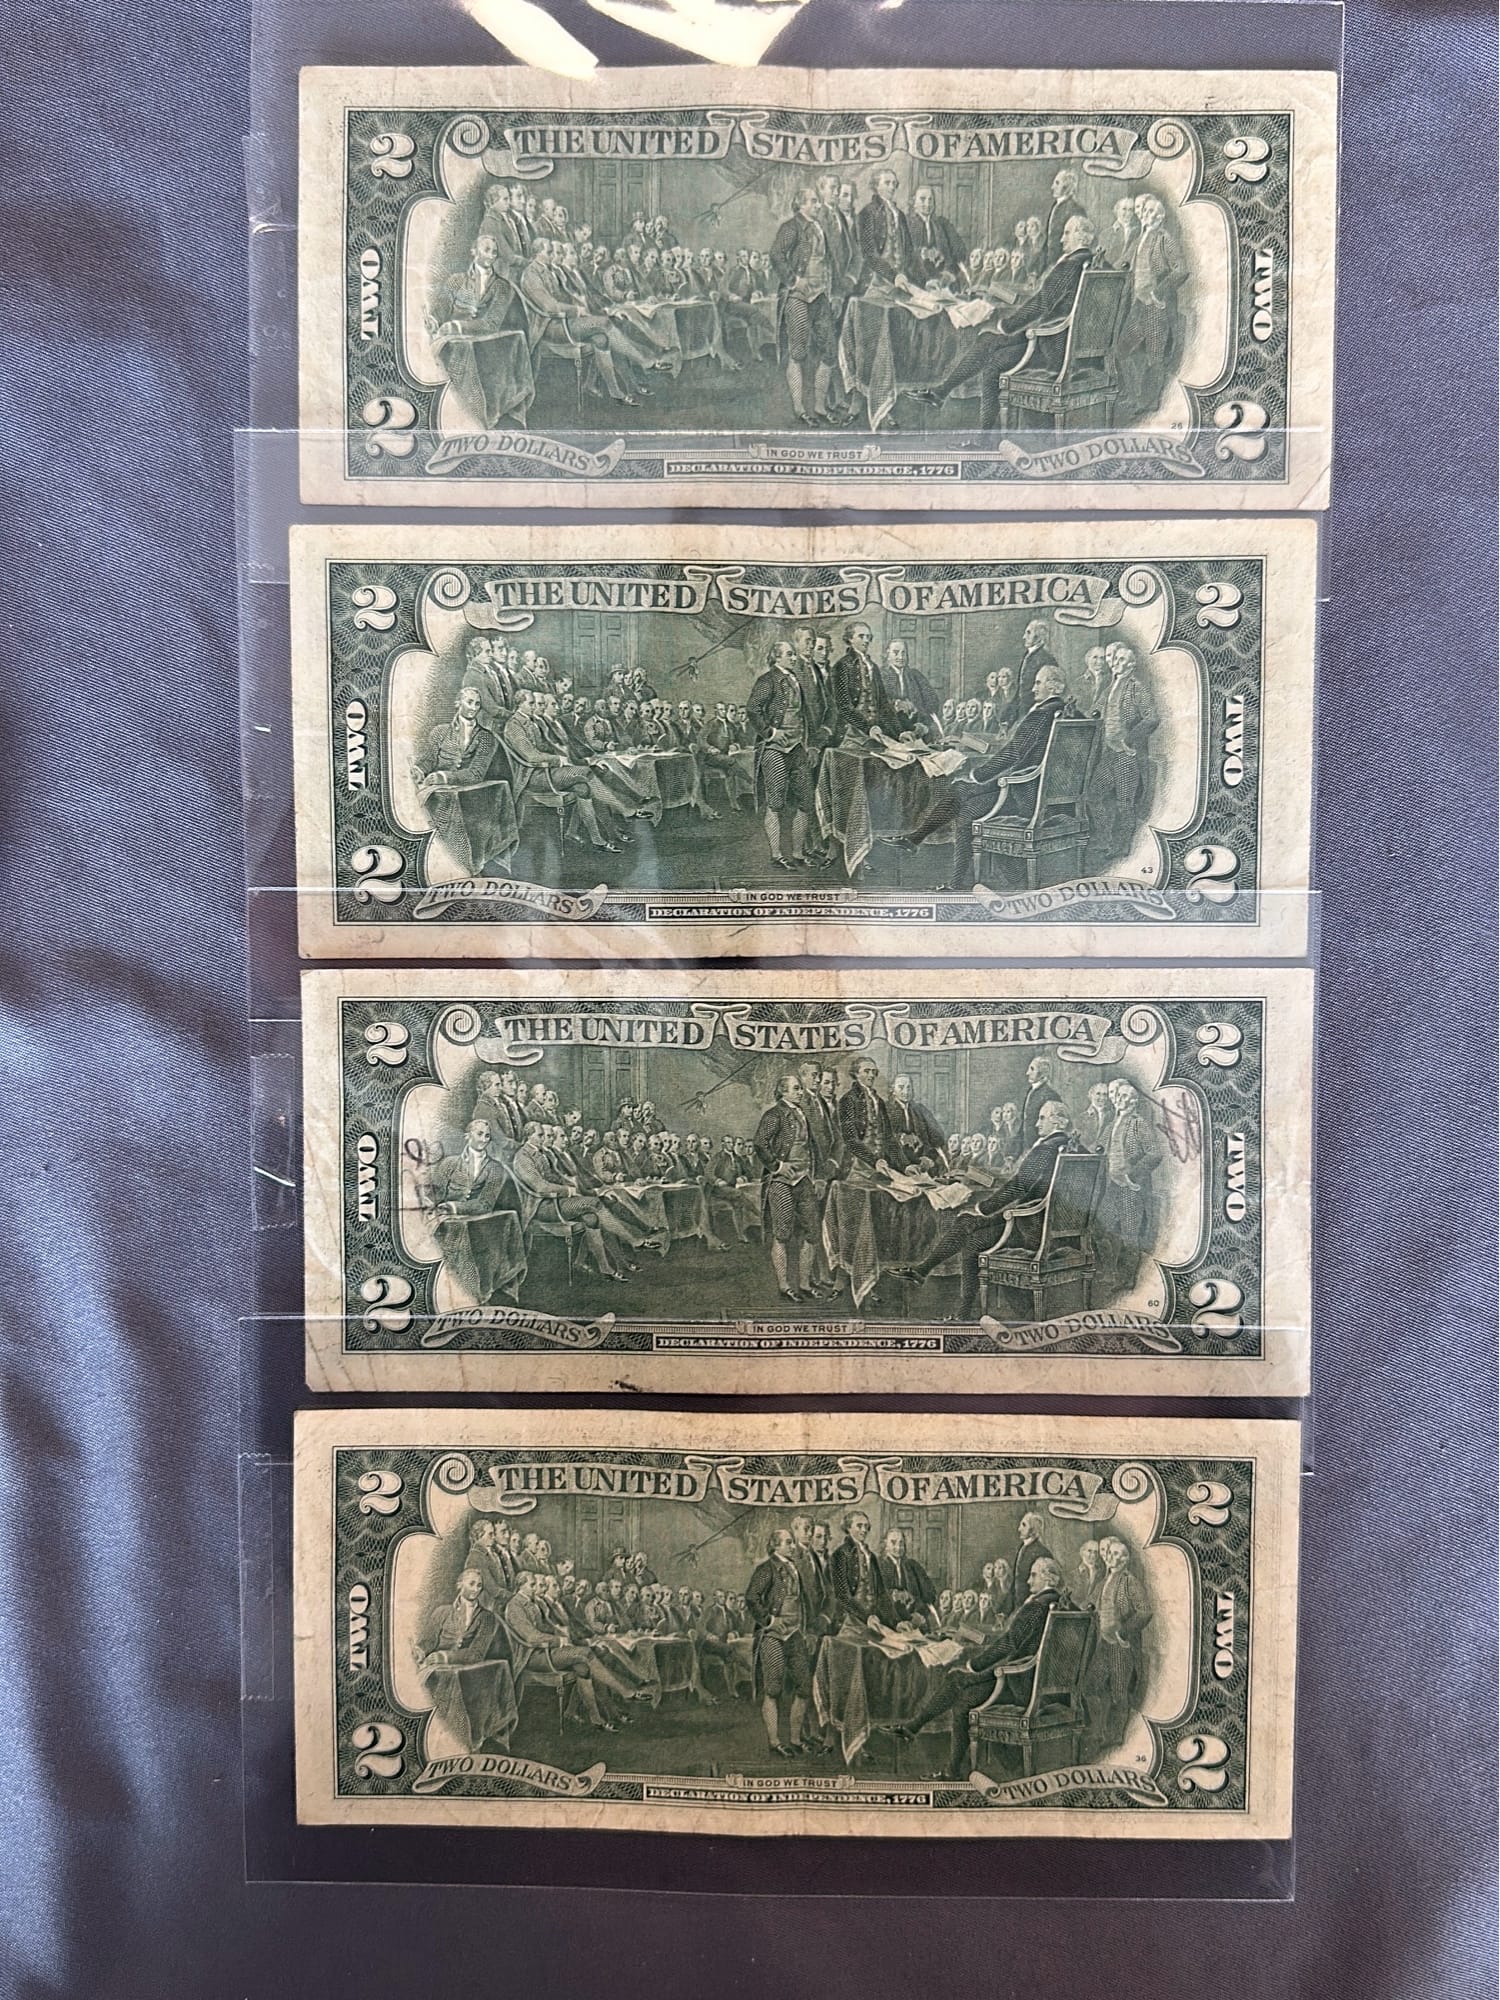 2 THE UNITED STATES OF AMERICA 2
TWO TWO
26
2 TWO DOLLARS IN GOD WE TRUST TWO DOLLARS 2
DECLARATION OF INDEPENDENCE, 1776
2 THE UNITED STATES OF AMERICA 2
TWO TWO
43
2 TWO DOLLARS IN GOD WE TRUST TWO DOLLARS 2
DECLARATION OF INDEPENDENCE, 1776
2 THE UNITED STATES OF AMERICA 2
TWO TWO
60
2 TWO DOLLARS IN GOD WE TRUST TWO DOLLARS 2
DECLARATION OF INDEPENDENCE, 1776
2 THE UNITED STATES OF AMERICA 2
TWO TWO
36
2 TWO DOLLARS IN GOD WE TRUST TWO DOLLARS 2
DECLARATION OF INDEPENDENCE, 1776